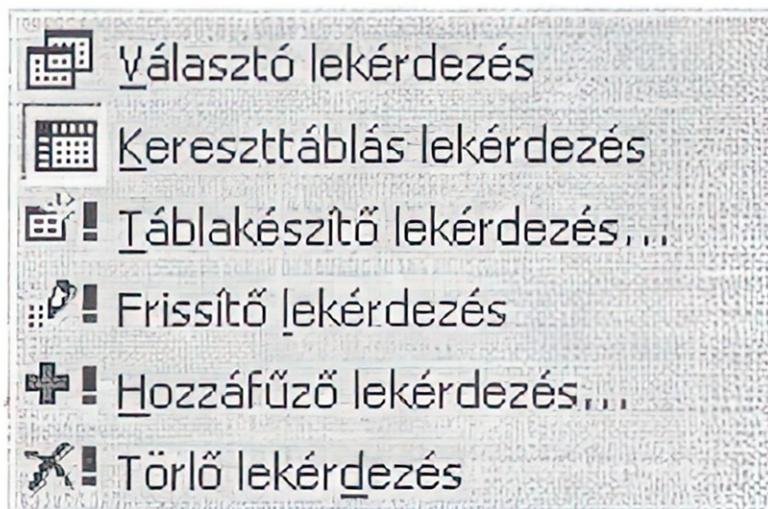 Választó lekérdezés
Kereszttáblás lekérdezés
Táblakészítő lekérdezés...
Frissítő lekérdezés
Hozzáfűző lekérdezés...
Törlő lekérdezés